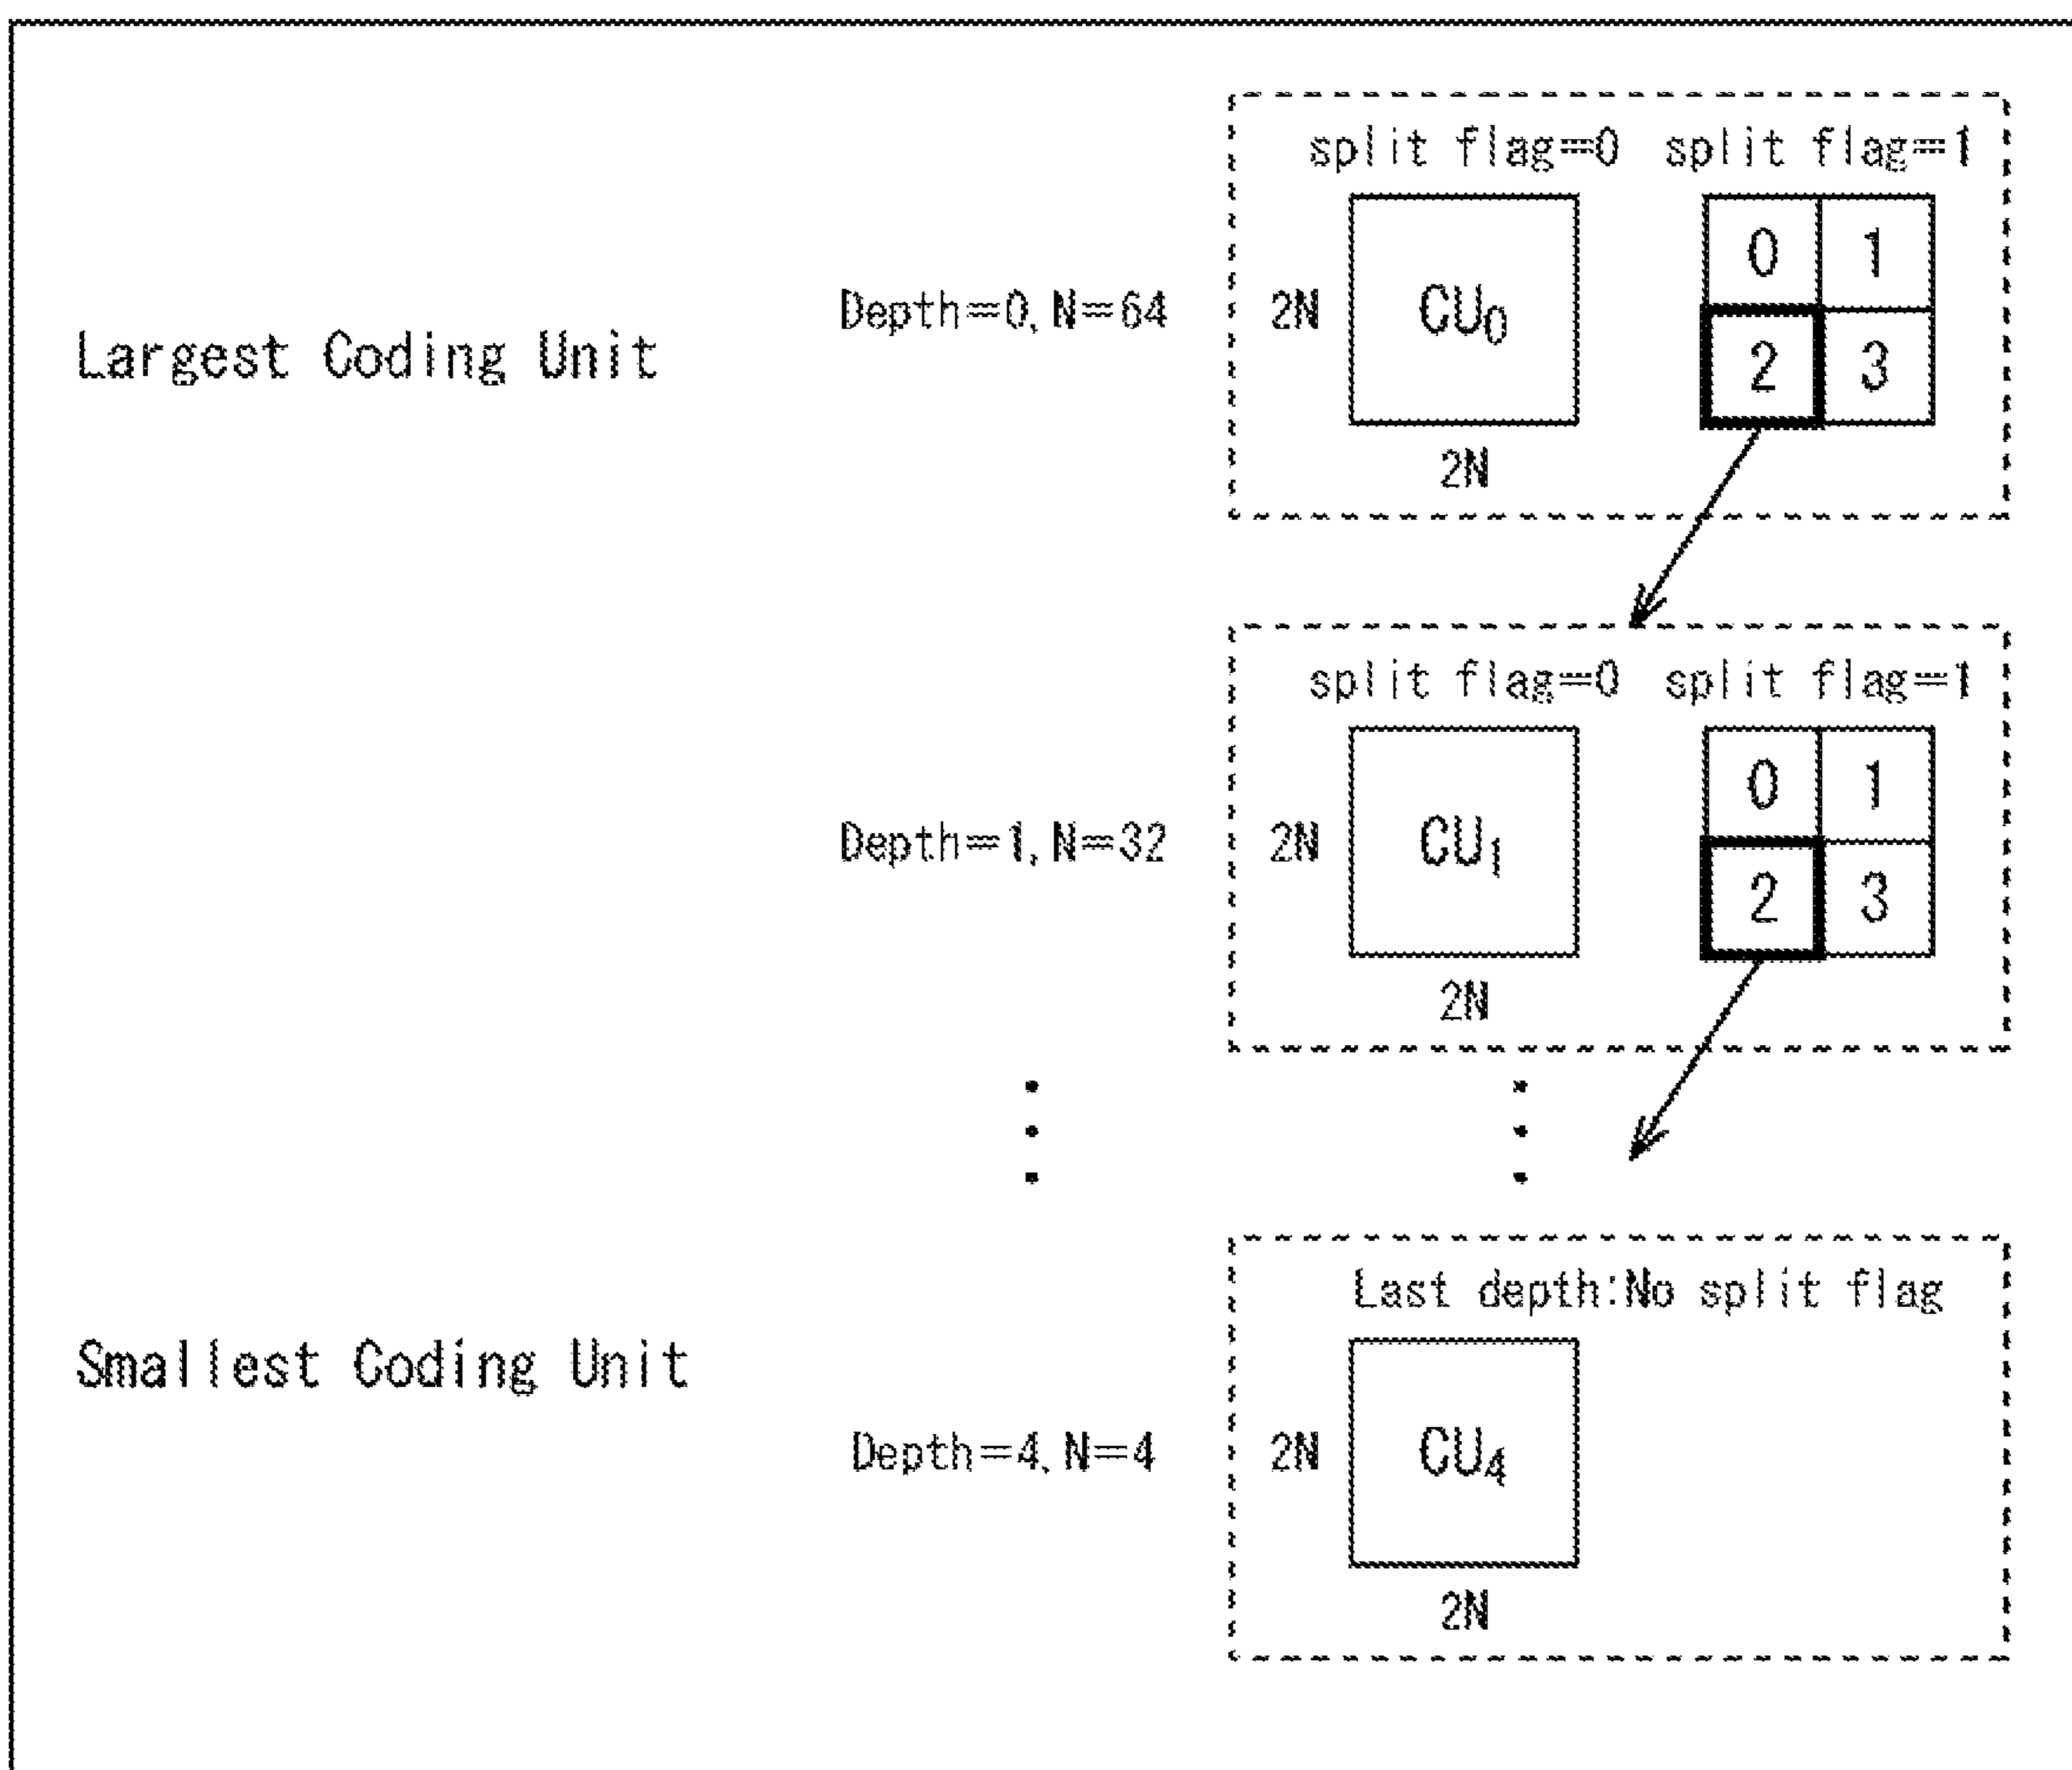 split flag=0 split flag=1
Largest Coding Unit
Depth=0, N=64
2N
CU0
2N
0 1
2 3
split flag=0 split flag=1
Depth=1, N=32
2N
CU1
2N
0 1
2 3
Last depth:No split flag
Smallest Coding Unit
Depth=4, N=4
2N
CU4
2N